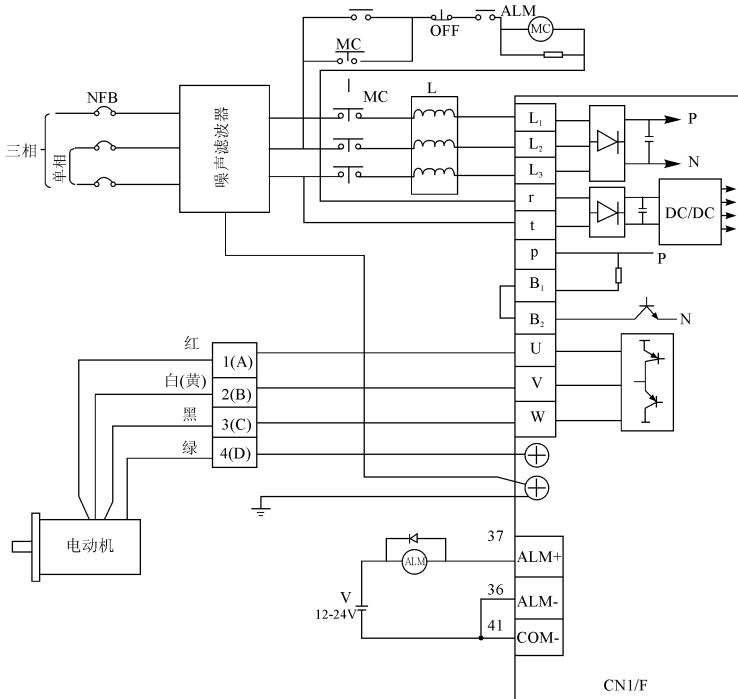 ALM
MC
OFF
MC
NFB
MC
L
三相
单相
噪声滤波器
L₁
P
L₂
L₃
N
r
DC/DC
t
p
P
B₁
B₂
N
红
1(A)
U
白(黄)
2(B)
V
黑
3(C)
W
绿
4(D)
电动机
37
ALM
ALM+
V
12-24V
36
ALM-
41
COM-
CN1/F